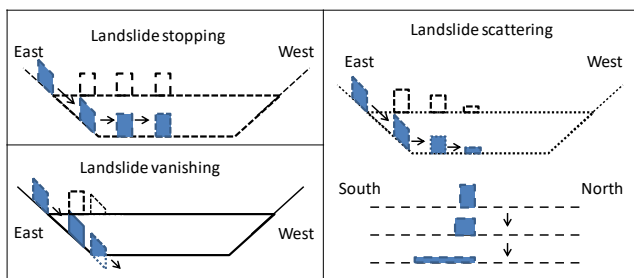 Landslide stopping
East
West
Landslide vanishing
East
West
Landslide scattering
East
West
South
North